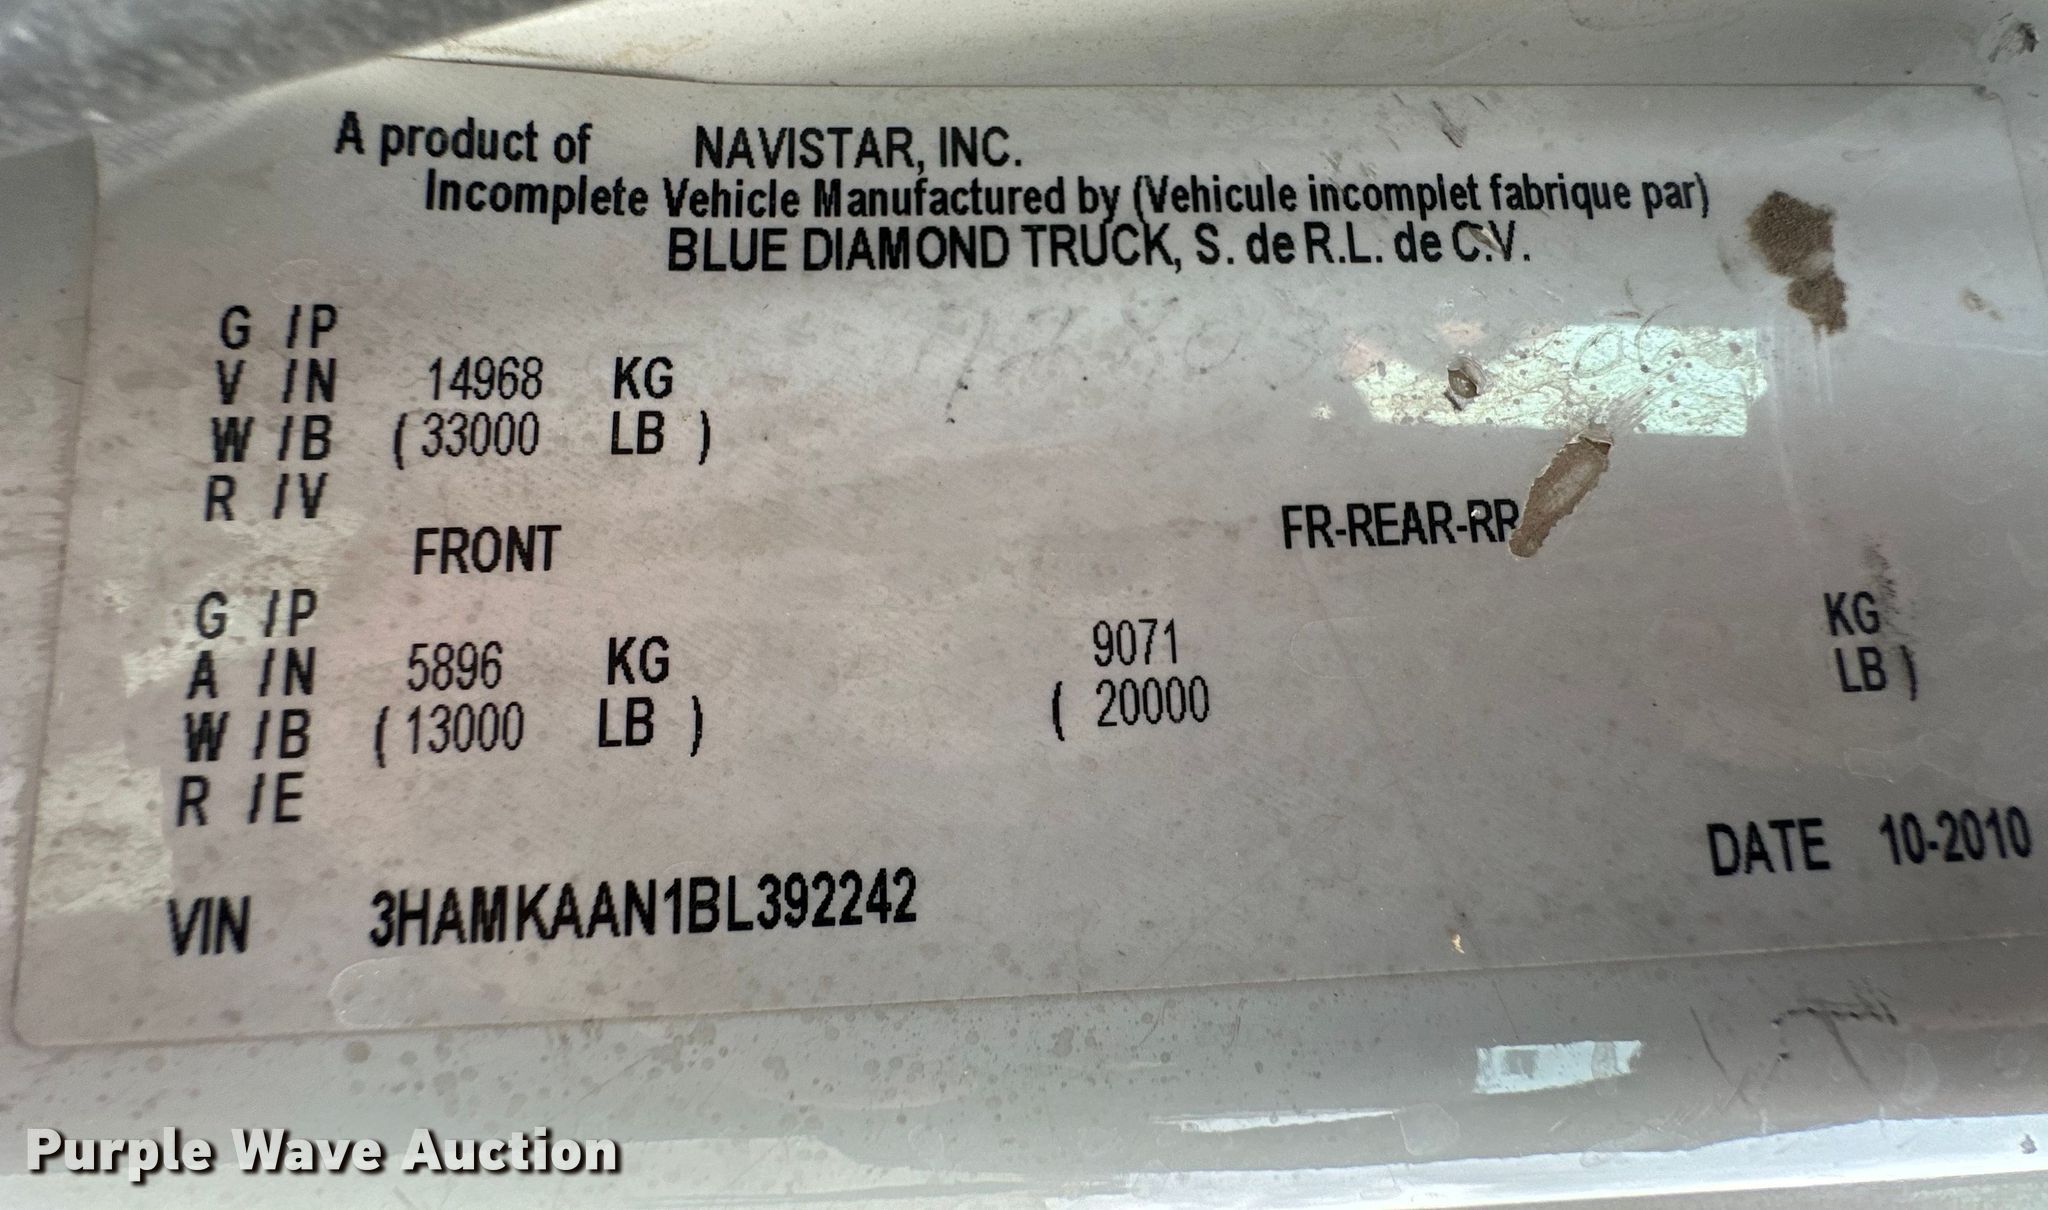 A product of NAVISTAR, INC.
Incomplete Vehicle Manufactured by (Vehicule incomplet fabrique par)
BLUE DIAMOND TRUCK, S. de R.L. de C.V.
G /P
V /N 14968 KG
W /B ( 33000 LB )
R /V
FRONT FR-REAR-RR
G /P
A /N 5896 KG 9071 KG
W /B ( 13000 LB ) ( 20000 LB )
R /E
DATE 10-2010
VIN 3HAMKAAN1BL392242
Purple Wave Auction